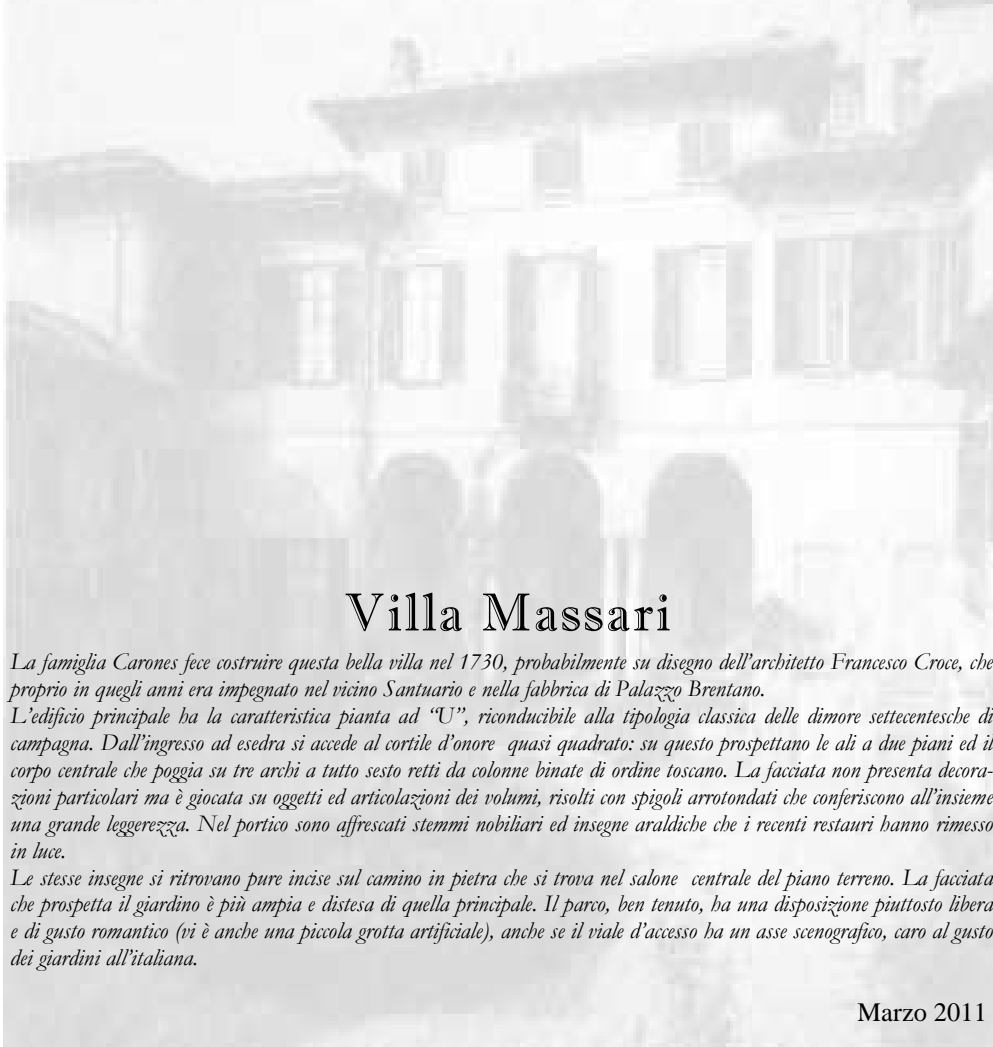 Villa Massari
La famiglia Carones fece costruire questa bella villa nel 1730, probabilmente su disegno dell’architetto Francesco Croce, che
proprio in quegli anni era impegnato nel vicino Santuario e nella fabbrica di Palazzo Brentano.
L’edificio principale ha la caratteristica pianta ad “U”, riconducibile alla tipologia classica delle dimore settecentesche di
campagna. Dall’ingresso ad esedra si accede al cortile d’onore quasi quadrato: su questo prospettano le ali a due piani ed il
corpo centrale che poggia su tre archi a tutto sesto retti da colonne binate di ordine toscano. La facciata non presenta decora-
zioni particolari ma è giocata su oggetti ed articolazioni dei volumi, risolti con spigoli arrotondati che conferiscono all’insieme
una grande leggerezza. Nel portico sono affrescati stemmi nobiliari ed insegne araldiche che i recenti restauri hanno rimesso
in luce.
Le stesse insegne si ritrovano pure incise sul camino in pietra che si trova nel salone centrale del piano terreno. La facciata
che prospetta il giardino è più ampia e distesa di quella principale. Il parco, ben tenuto, ha una disposizione piuttosto libera
e di gusto romantico (vi è anche una piccola grotta artificiale), anche se il viale d’accesso ha un asse scenografico, caro al gusto
dei giardini all’italiana.
Marzo 2011